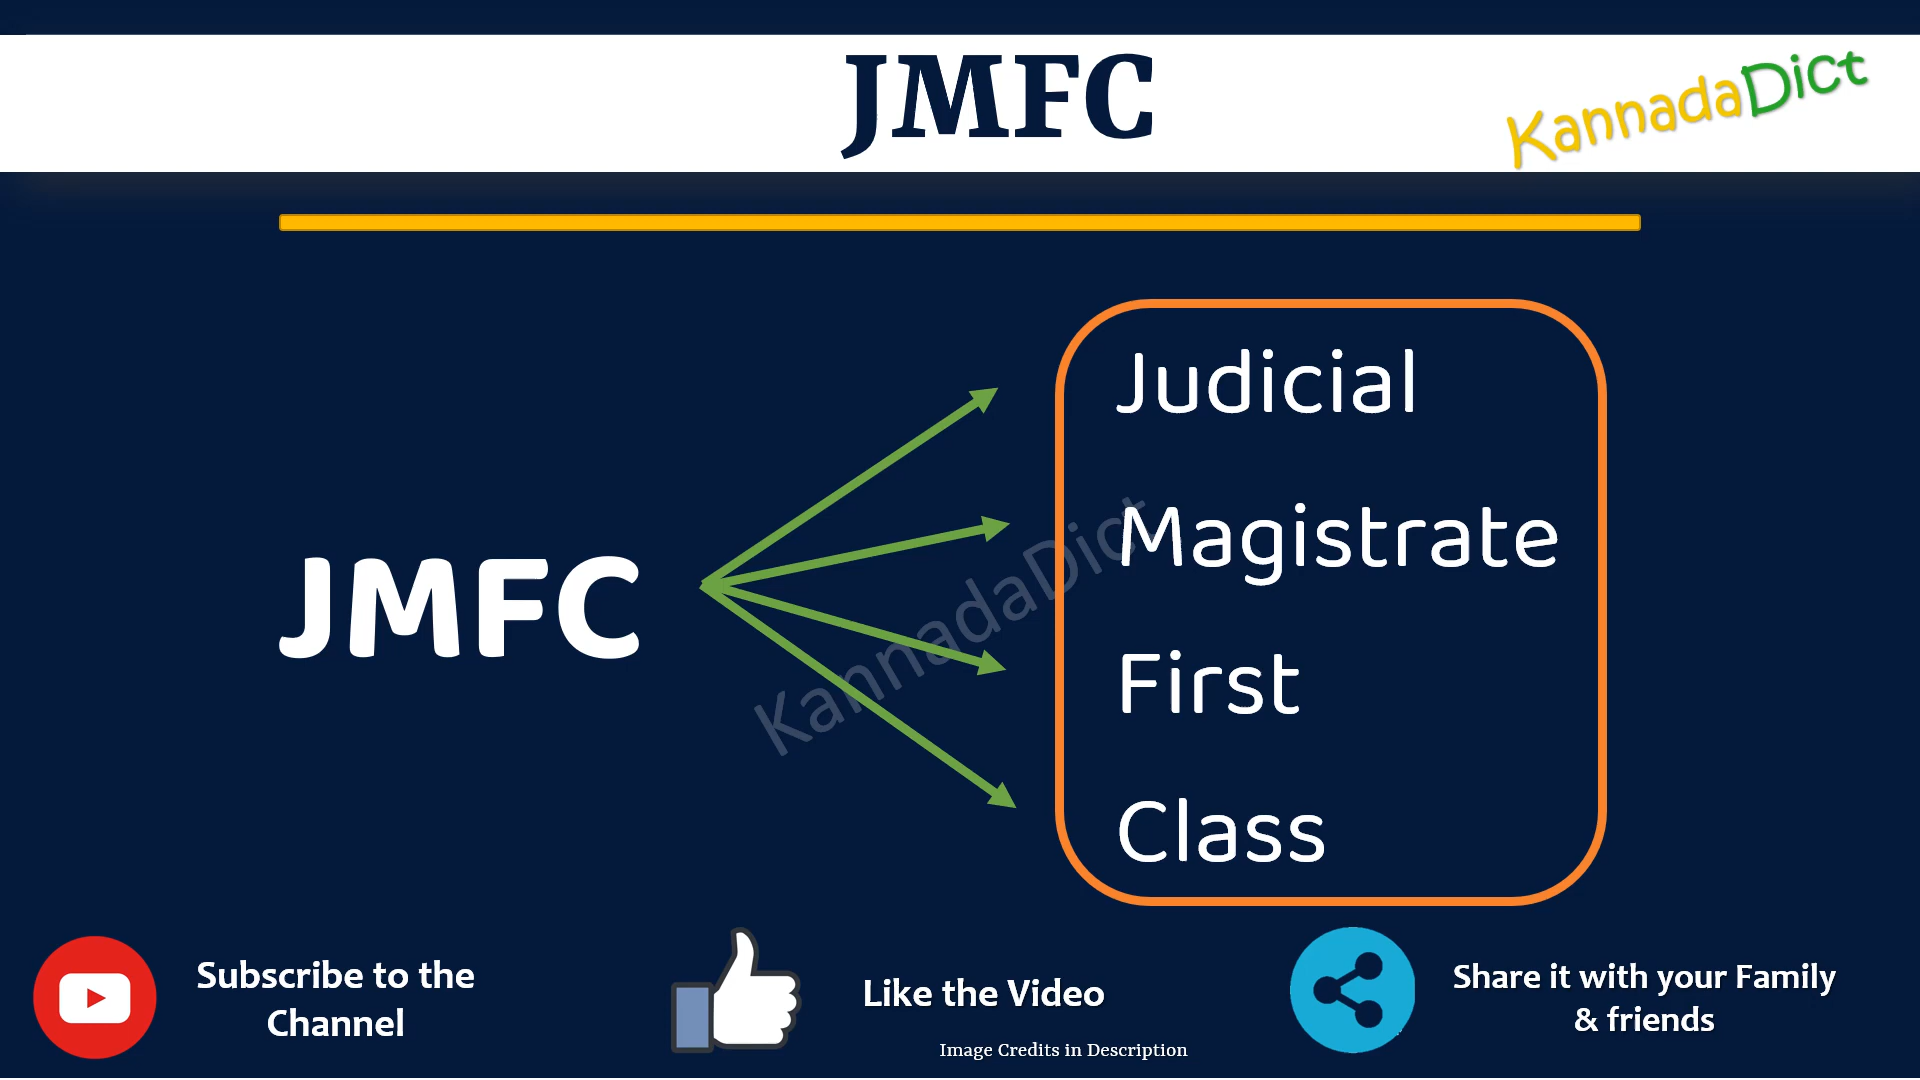 JMFC
KannadaDict
JMFC
Judicial
Magistrate
First
Class
KannadaDict
Subscribe to the
Channel
Like the Video
Share it with your Family
& friends
Image Credits in Description